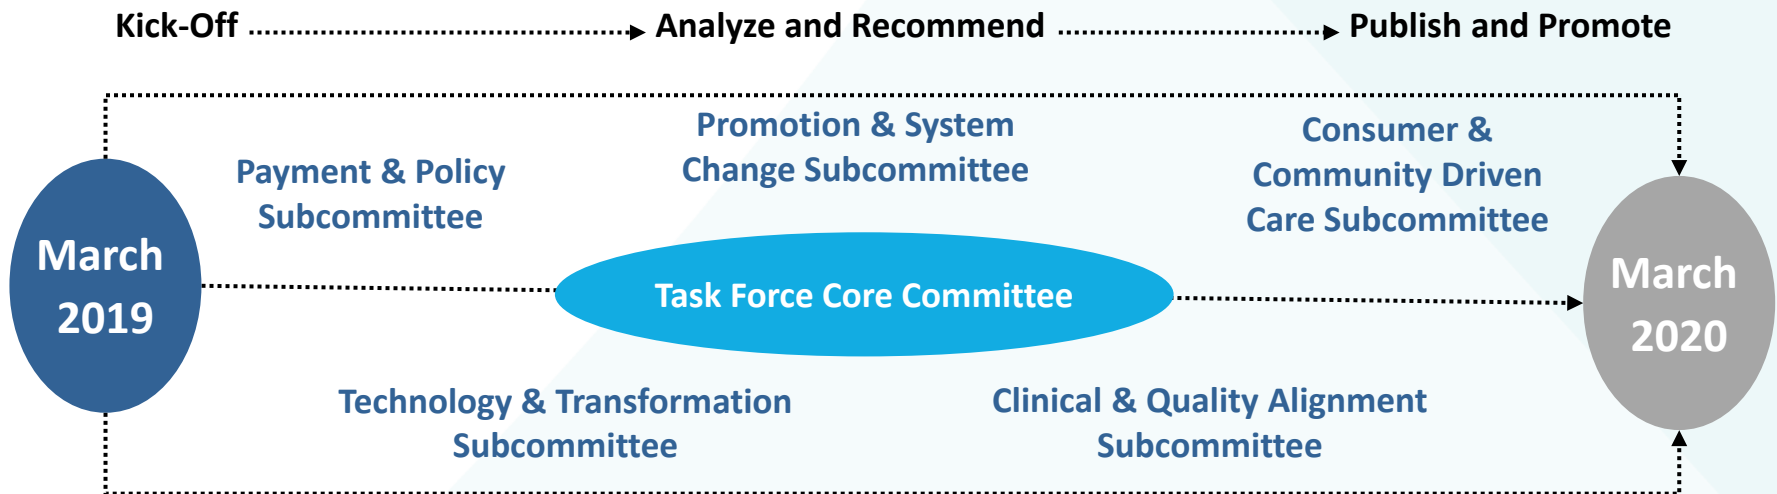 Kick-Off
Analyze and Recommend
Publish and Promote
Payment & Policy
Subcommittee
Promotion & System
Change Subcommittee
Consumer &
Community Driven
Care Subcommittee
March
2019
Task Force Core Committee
March
2020
Technology & Transformation
Subcommittee
Clinical & Quality Alignment
Subcommittee